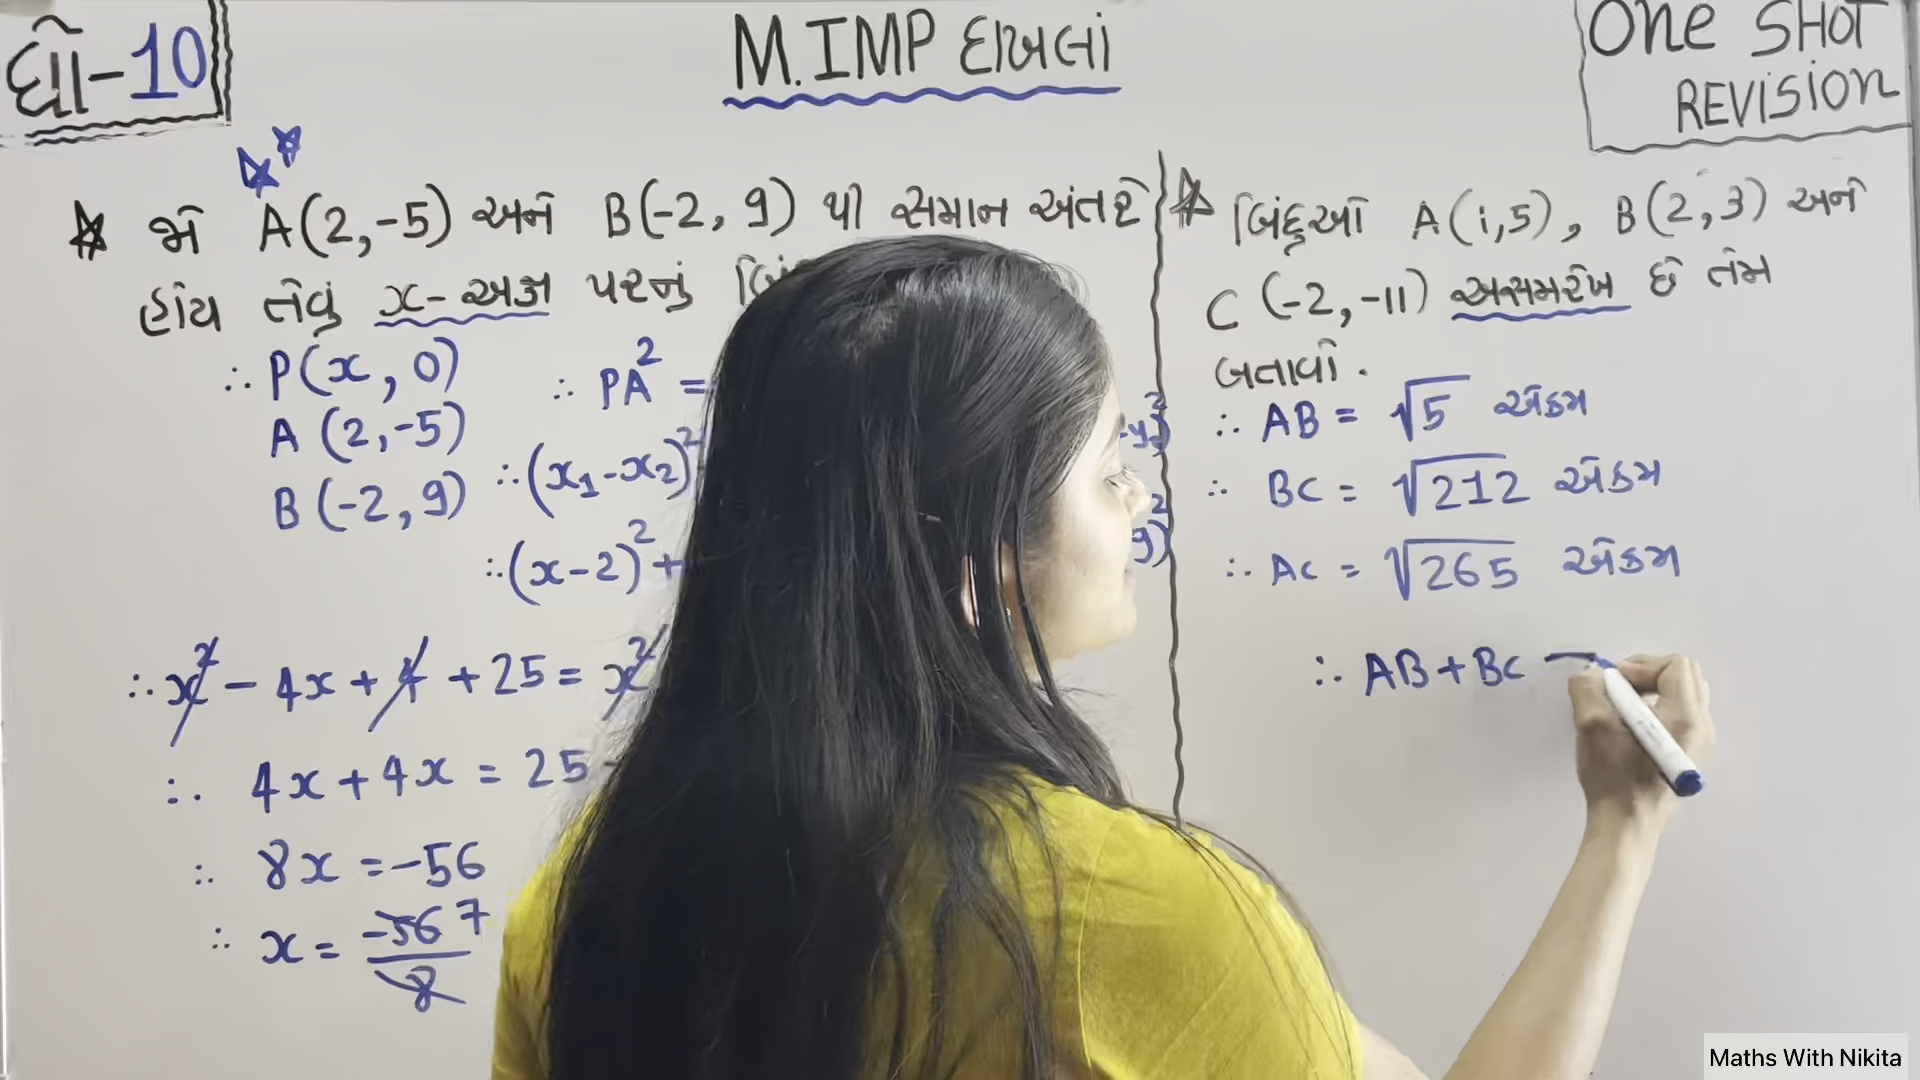 ધો-10
M. IMP દાખલાં
One SHOT
REVISION
જો A(2,-5) અને B(-2, 9) થી સમાન અંતરે
હોય તેવું x-અક્ષ પરનું
∴ P(x, 0)
A (2,-5)
B (-2, 9)
∴ PA² =
∴ (x₁-x₂)²
∴ (x-2)² +
∴ x² - 4x + 4 + 25 = x²
∴ 4x + 4x = 25
∴ 8x = -56
∴ x = -56 7
8
બિંદુઓ A(1,5), B(2,3) અને
C (-2,-11) અસમરેખ છે તેમ
બતાવો.
∴ AB = √5 એકમ
∴ BC = √212 એકમ
∴ AC = √265 એકમ
∴ AB + BC
Maths With Nikita